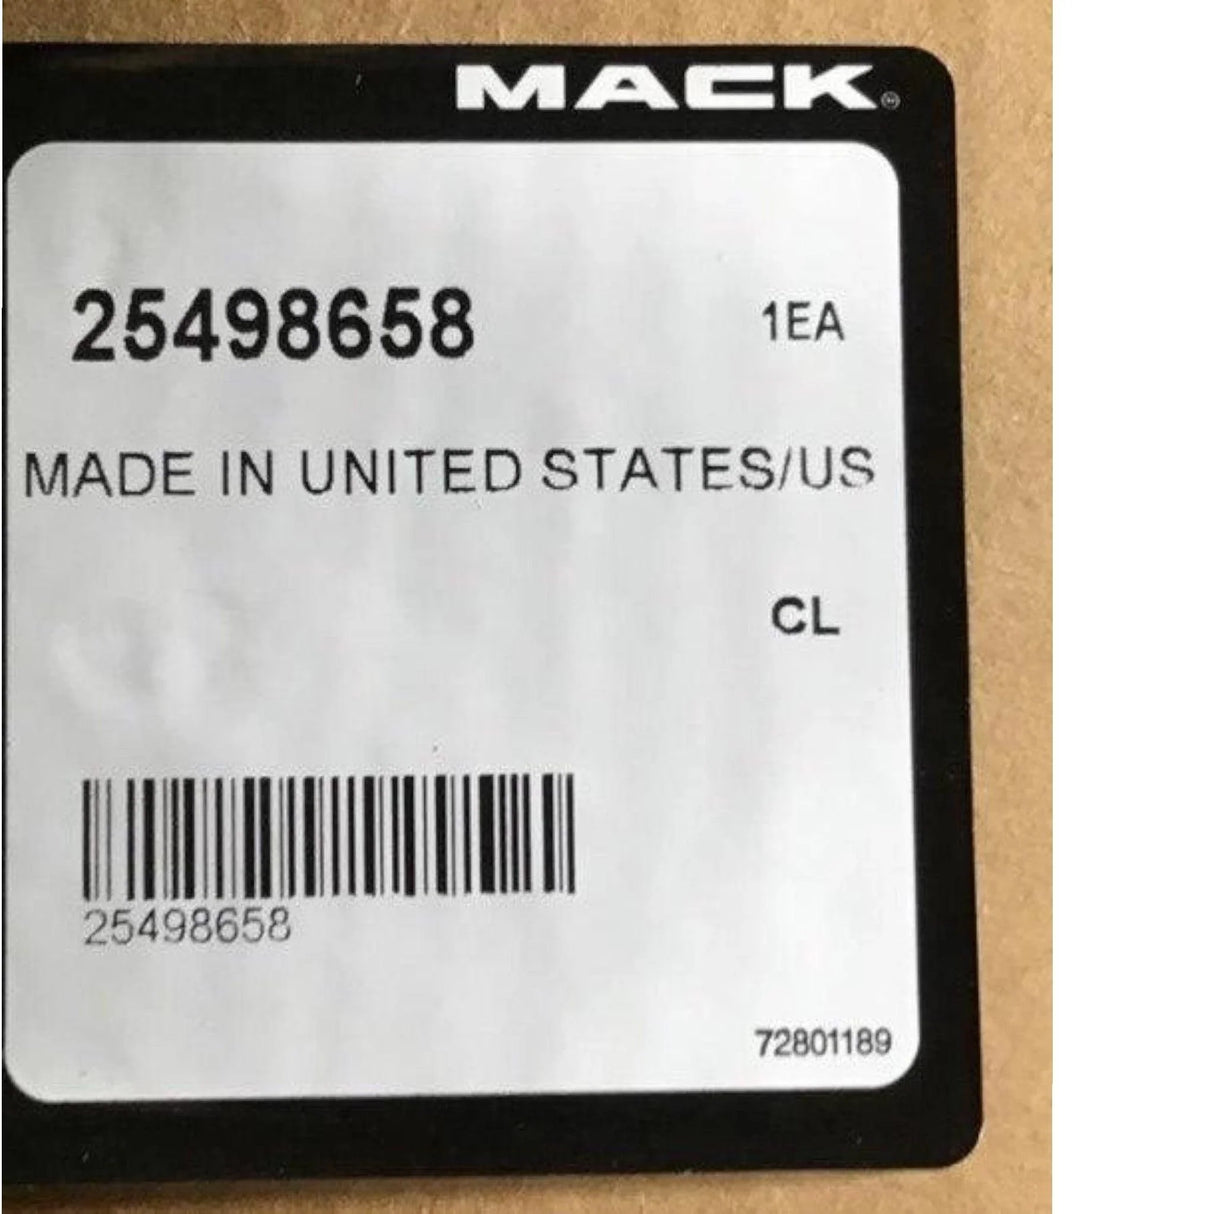 MACK®
25498658 1EA
MADE IN UNITED STATES/US
CL
25498658
72801189